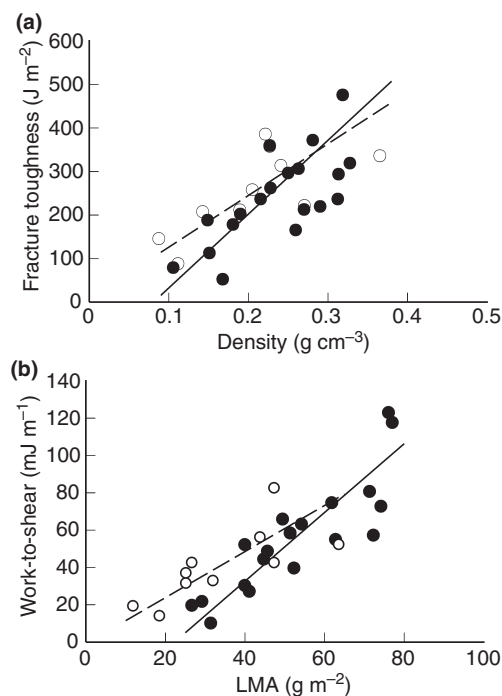 (a)
600
500
400
300
200
100
0
Fracture toughness (J m⁻²)
0 0.1 0.2 0.3 0.4 0.5
Density (g cm⁻³)
(b)
140
120
100
80
60
40
20
0
Work-to-shear (mJ m⁻¹)
0 20 40 60 80 100
LMA (g m⁻²)